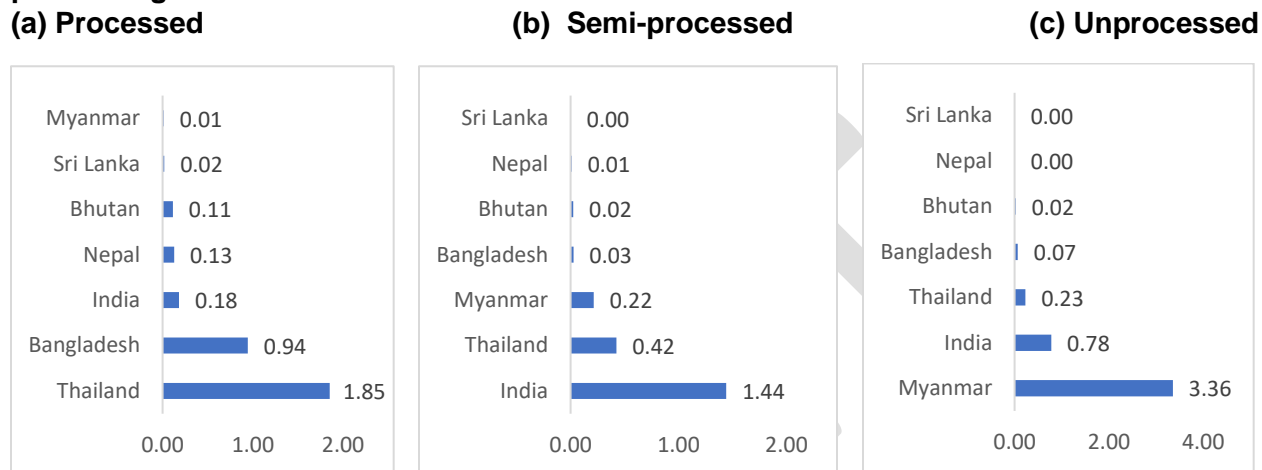 (a) Processed (b) Semi-processed (c) Unprocessed
Myanmar 0.01
Sri Lanka 0.02
Bhutan 0.11
Nepal 0.13
India 0.18
Bangladesh 0.94
Thailand 1.85
0.00 1.00 2.00
Sri Lanka 0.00
Nepal 0.01
Bhutan 0.02
Bangladesh 0.03
Myanmar 0.22
Thailand 0.42
India 1.44
0.00 1.00 2.00
Sri Lanka 0.00
Nepal 0.00
Bhutan 0.02
Bangladesh 0.07
Thailand 0.23
India 0.78
Myanmar 3.36
0.00 2.00 4.00